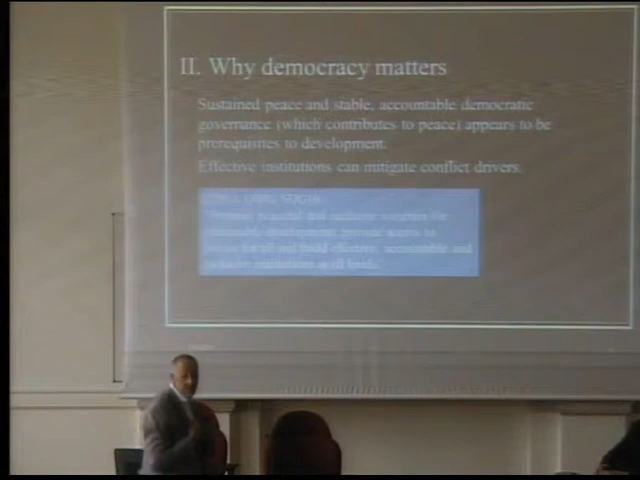 II. Why democracy matters
Sustained peace and stable, accountable democratic
governance (which contributes to peace) appears to be
prerequisites to development.
Effective institutions can mitigate conflict drivers.
peaceful and inclusive societies for
sustainable development, provide access to
justice for all and build effective, accountable and
inclusive institutions at all levels.